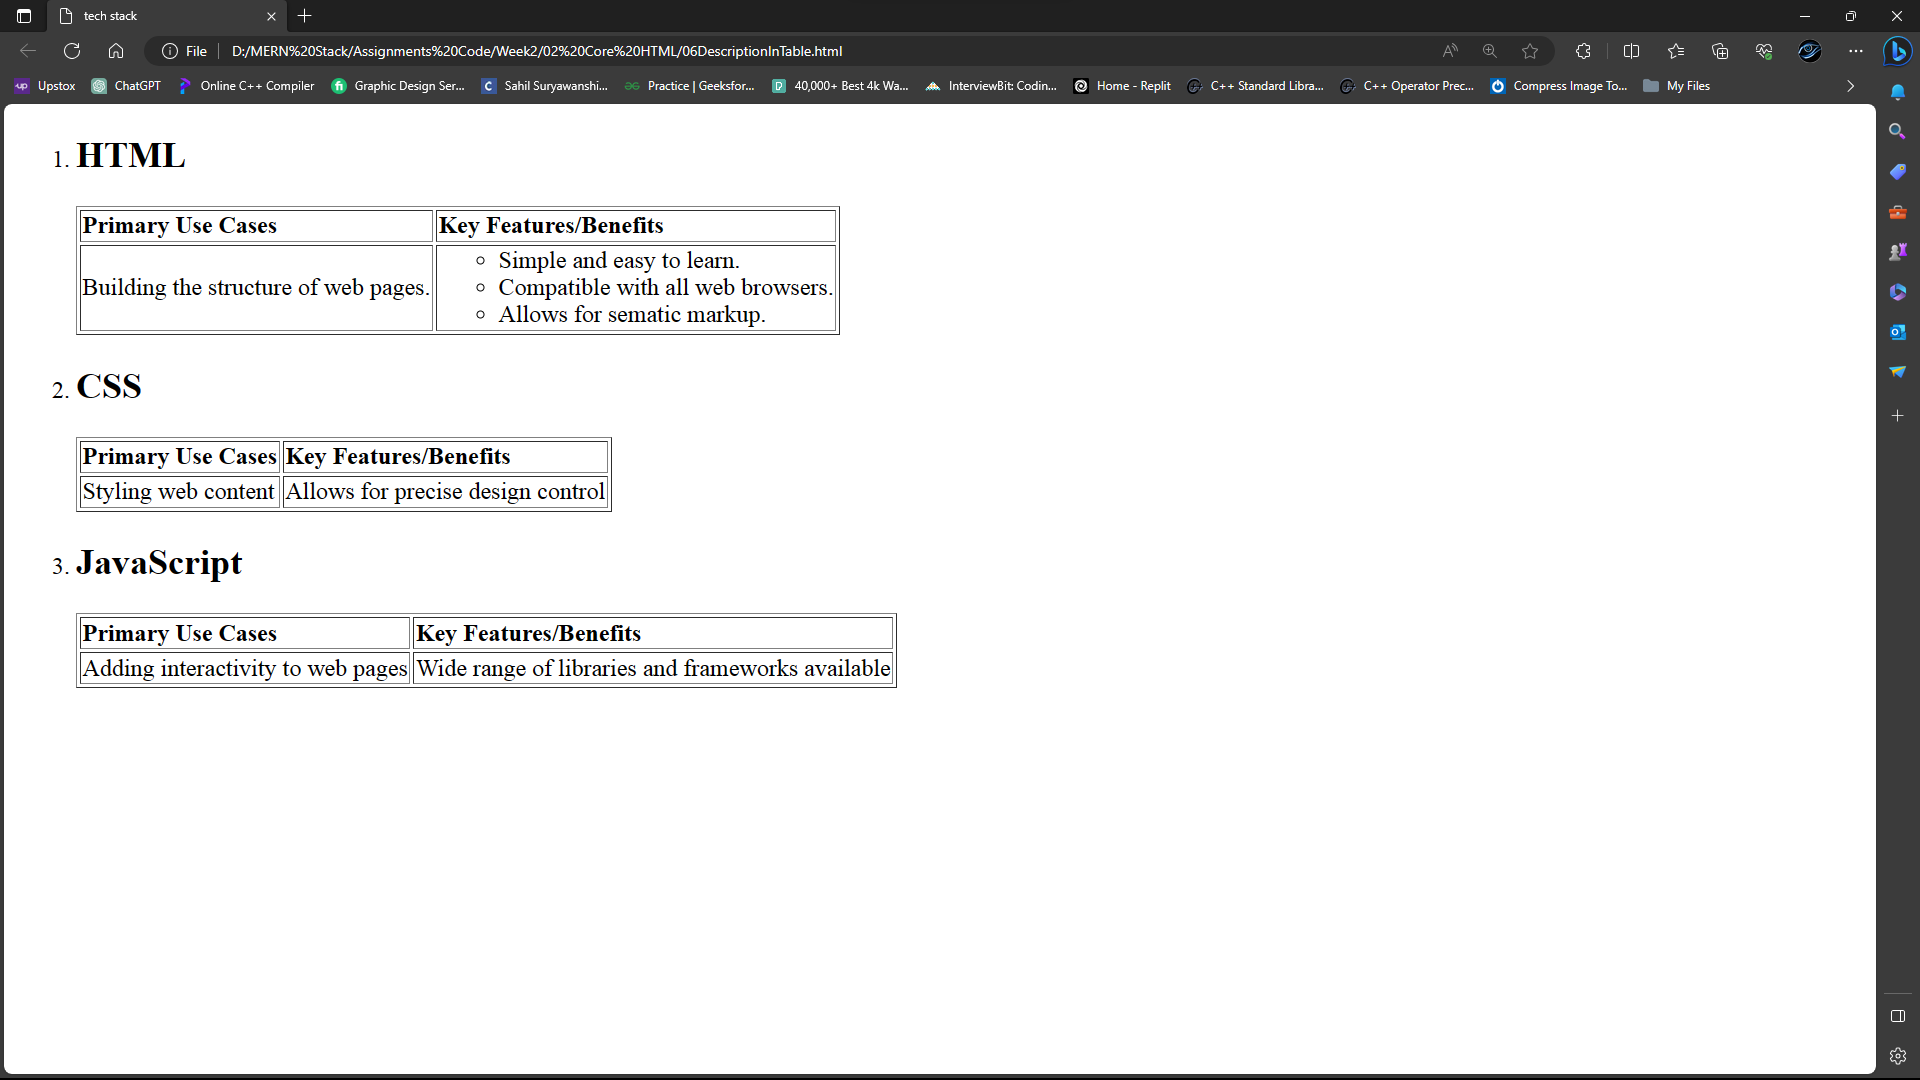 tech stack
File D:/MERN%20Stack/Assignments%20Code/Week2/02%20Core%20HTML/06DescriptionInTable.html
Upstox ChatGPT Online C++ Compiler Graphic Design Ser... Sahil Suryawanshi... Practice | Geeksfor... 40,000+ Best 4k Wa... InterviewBit: Codin... Home - Replit C++ Standard Libra... C++ Operator Prec... Compress Image To... My Files
1. HTML
Primary Use Cases Key Features/Benefits
Building the structure of web pages.
Simple and easy to learn.
Compatible with all web browsers.
Allows for sematic markup.
2. CSS
Primary Use Cases Key Features/Benefits
Styling web content Allows for precise design control
3. JavaScript
Primary Use Cases Key Features/Benefits
Adding interactivity to web pages Wide range of libraries and frameworks available